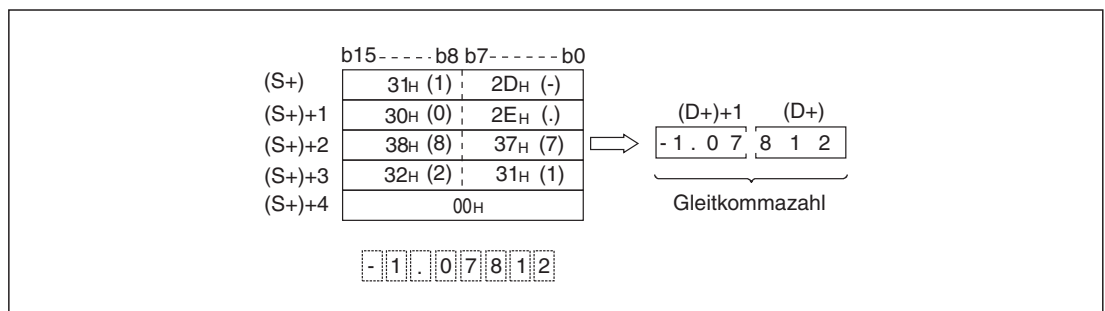 b15-----b8 b7------b0
(S+) 31H (1) 2DH (-)
(S+)+1 30H (0) 2EH (.)
(S+)+2 38H (8) 37H (7)
(S+)+3 32H (2) 31H (1)
(S+)+4 00H
(D+)+1 (D+)
-1.07 812
Gleitkommazahl
-1.07812